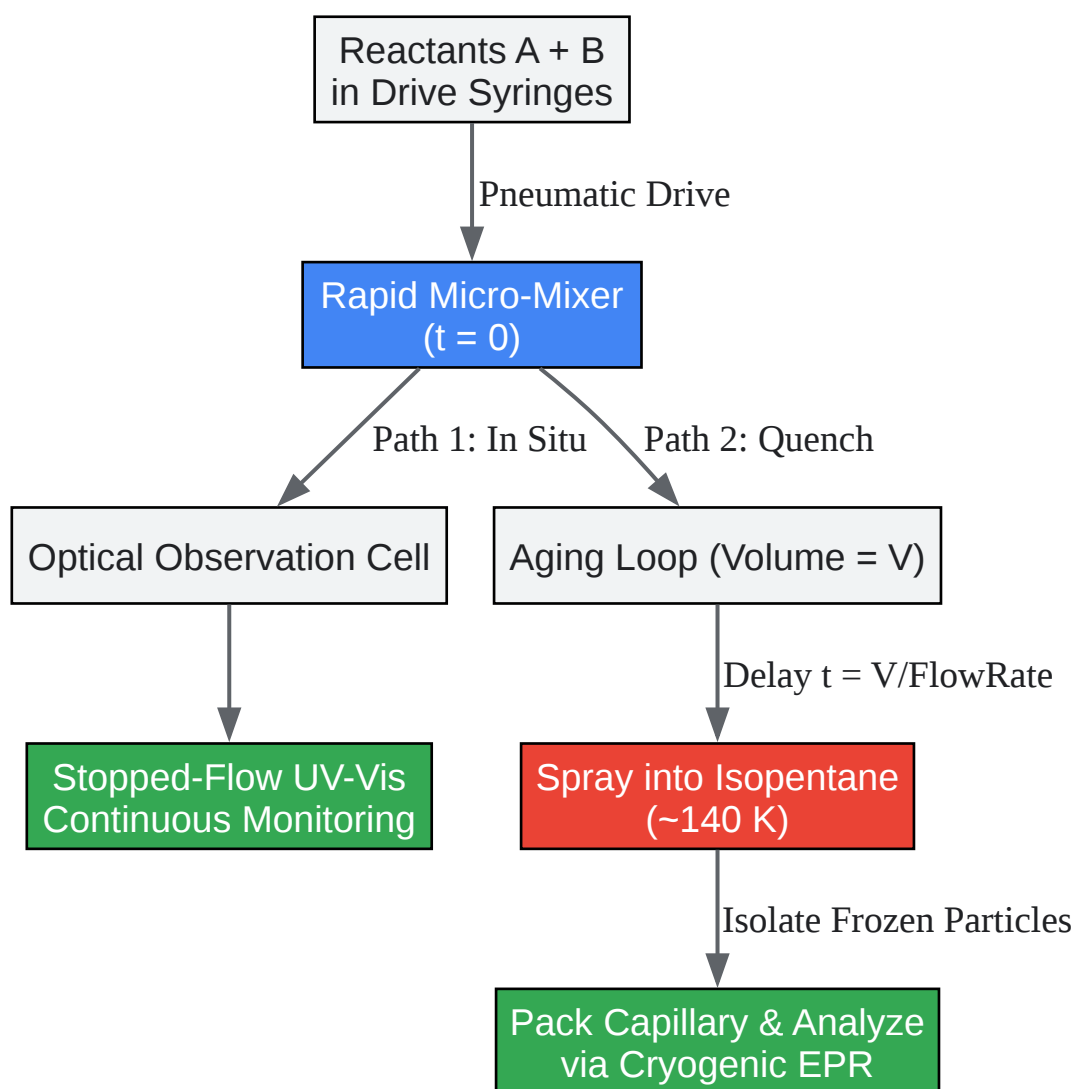 Reactants A + B
in Drive Syringes
Pneumatic Drive
Rapid Micro-Mixer
(t = 0)
Path 1: In Situ
Path 2: Quench
Optical Observation Cell
Aging Loop (Volume = V)
Delay t = V/FlowRate
Stopped-Flow UV-Vis
Continuous Monitoring
Spray into Isopentane
(~140 K)
Isolate Frozen Particles
Pack Capillary & Analyze
via Cryogenic EPR